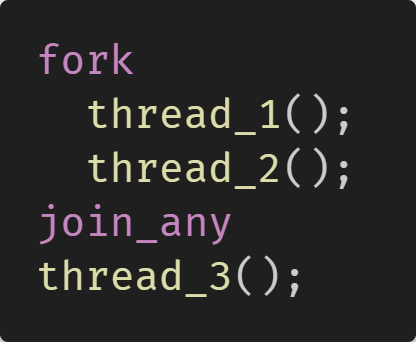 fork
  thread_1();
  thread_2();
join_any
thread_3();